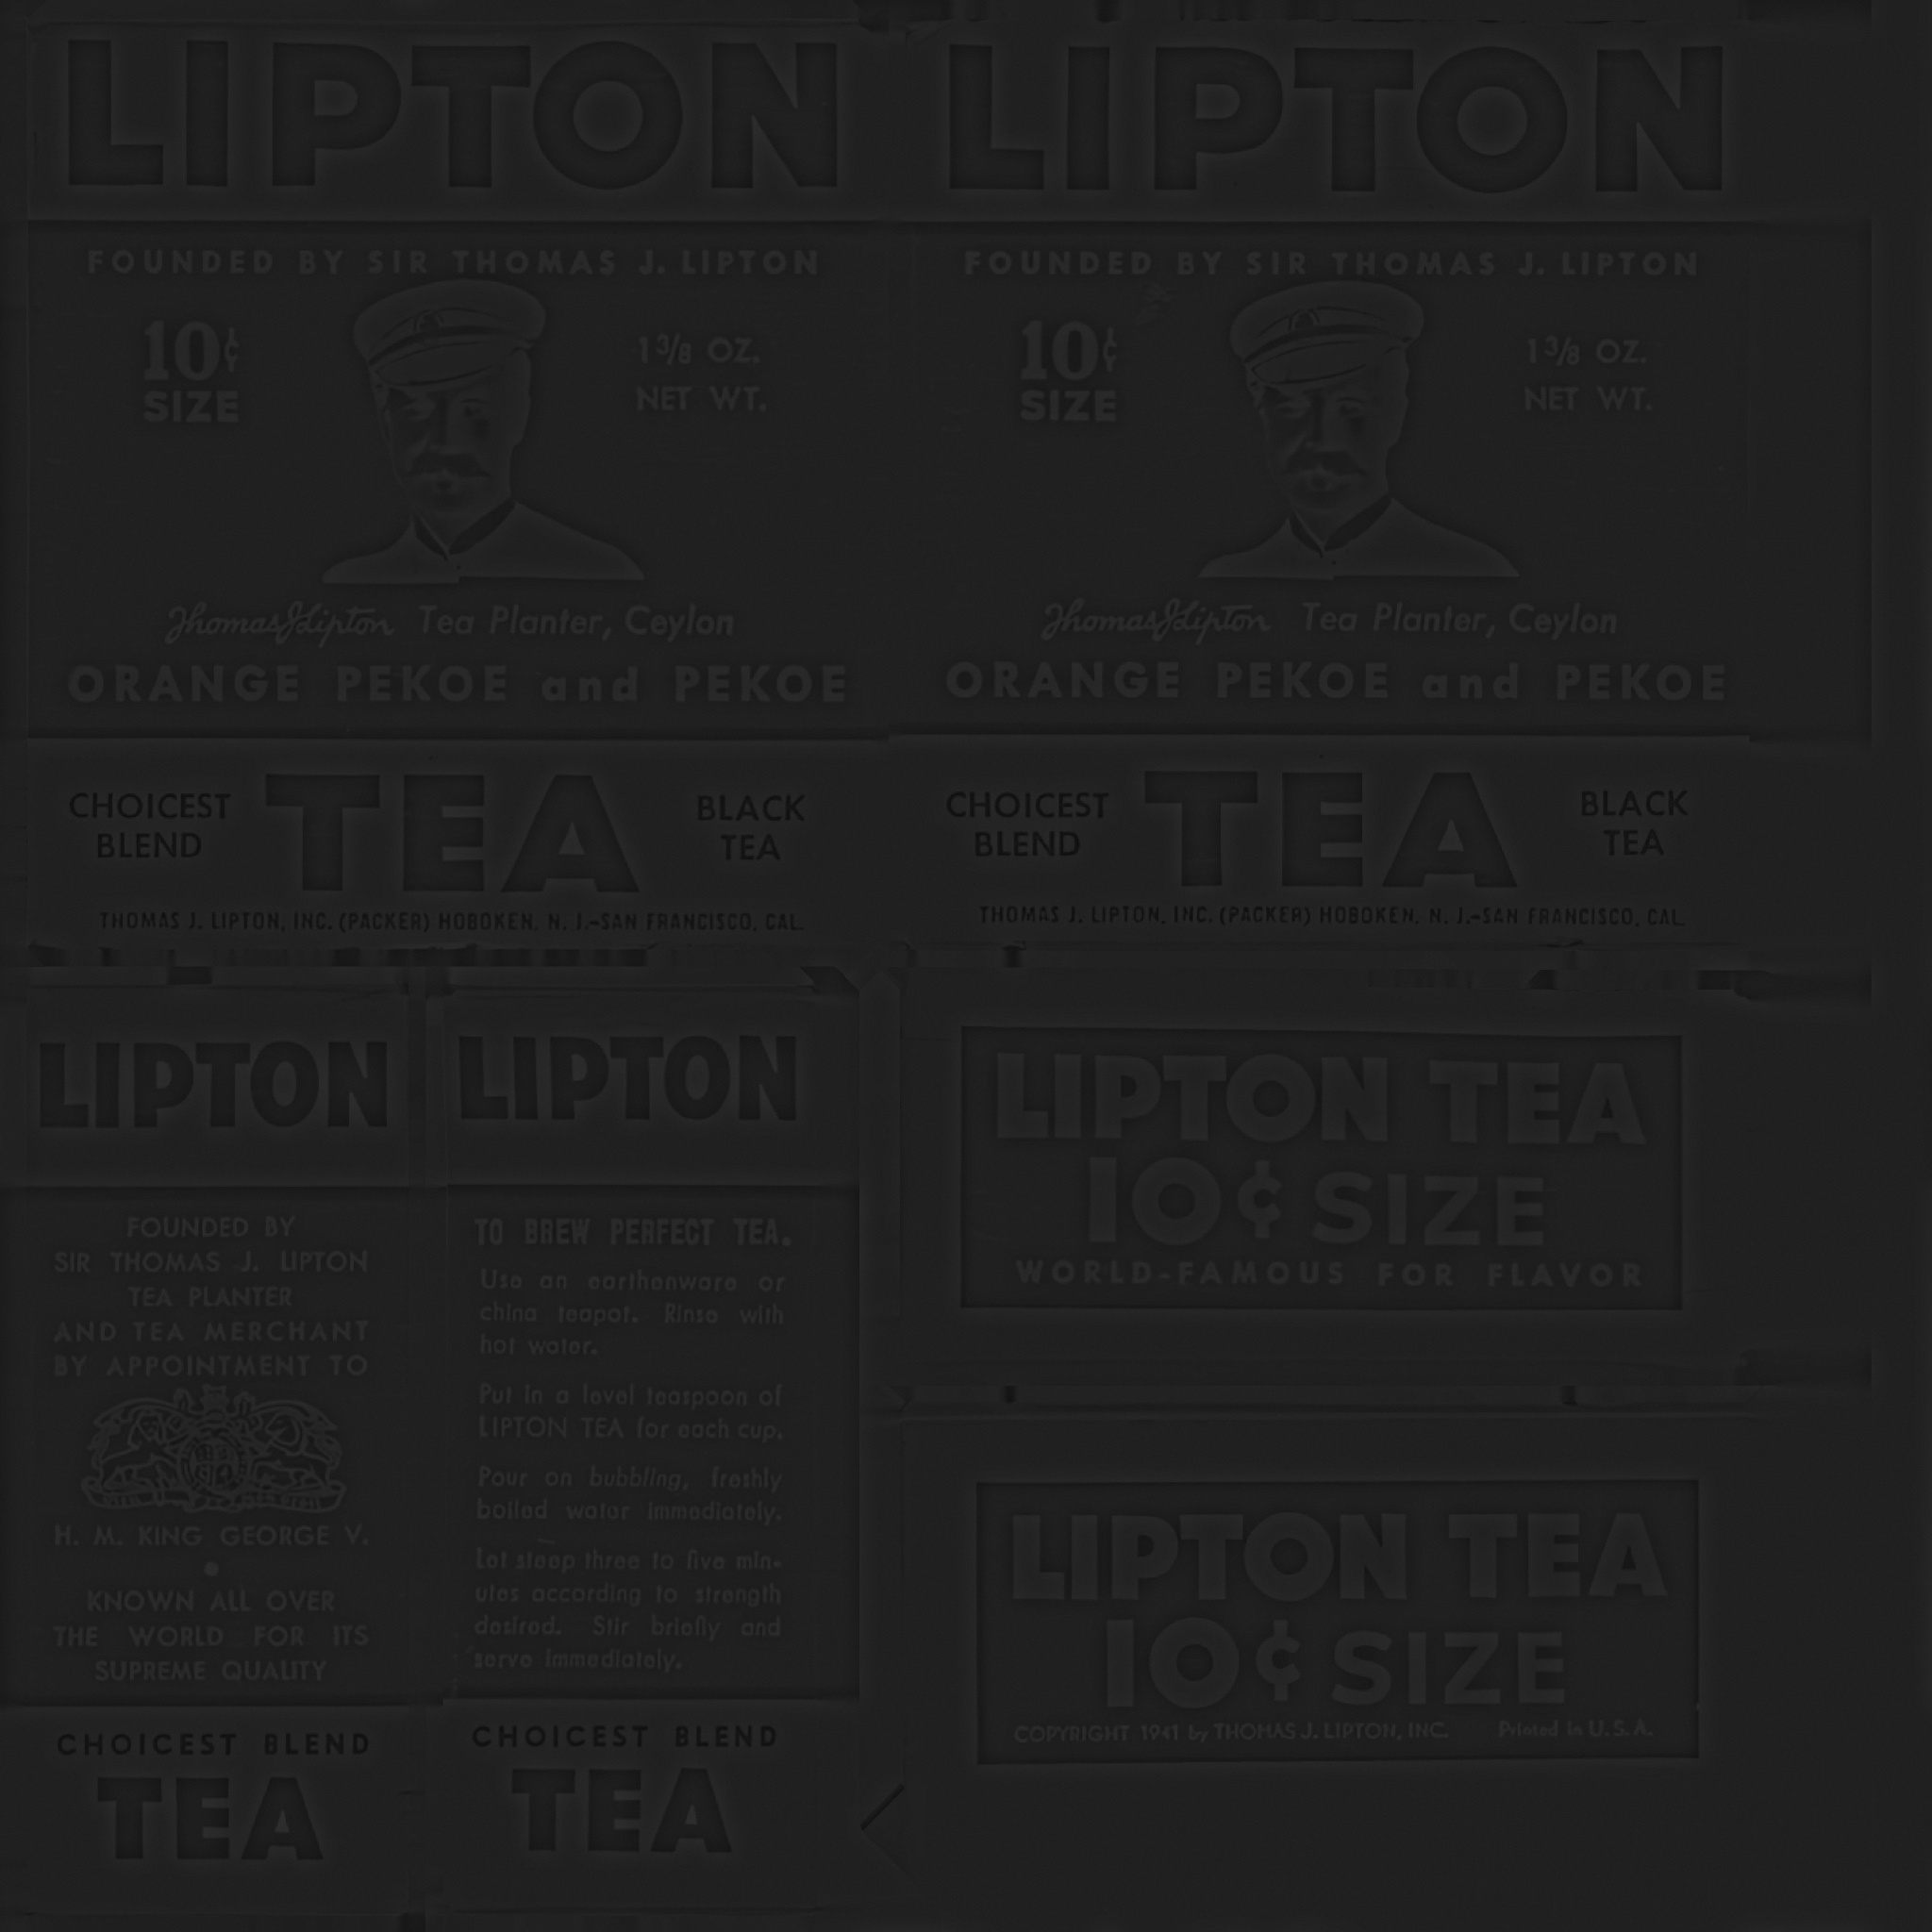 LIPTON
FOUNDED BY SIR THOMAS J. LIPTON
10¢
SIZE
1 3/8 OZ.
NET WT.
Thomas J Lipton Tea Planter, Ceylon
ORANGE PEKOE and PEKOE
CHOICEST
BLEND
TEA
BLACK
TEA
THOMAS J. LIPTON, INC. (PACKER) HOBOKEN, N. J.-SAN FRANCISCO, CAL.
LIPTON
FOUNDED BY SIR THOMAS J. LIPTON
10¢
SIZE
1 3/8 OZ.
NET WT.
Thomas J Lipton Tea Planter, Ceylon
ORANGE PEKOE and PEKOE
CHOICEST
BLEND
TEA
BLACK
TEA
THOMAS J. LIPTON, INC. (PACKER) HOBOKEN, N. J.-SAN FRANCISCO, CAL.
LIPTON
FOUNDED BY
SIR THOMAS J. LIPTON
TEA PLANTER
AND TEA MERCHANT
BY APPOINTMENT TO
H. M. KING GEORGE V.
KNOWN ALL OVER
THE WORLD FOR ITS
SUPREME QUALITY
CHOICEST BLEND
TEA
LIPTON
TO BREW PERFECT TEA.
Use an earthenware or
china teapot. Rinse with
hot water.
Put in a level teaspoon of
LIPTON TEA for each cup.
Pour on bubbling, freshly
boiled water immediately.
Let steep three to five min-
utes according to strength
desired. Stir briefly and
serve immediately.
CHOICEST BLEND
TEA
LIPTON TEA
10¢ SIZE
WORLD-FAMOUS FOR FLAVOR
LIPTON TEA
10¢ SIZE
COPYRIGHT 1941 by THOMAS J. LIPTON, INC. Printed in U.S.A.